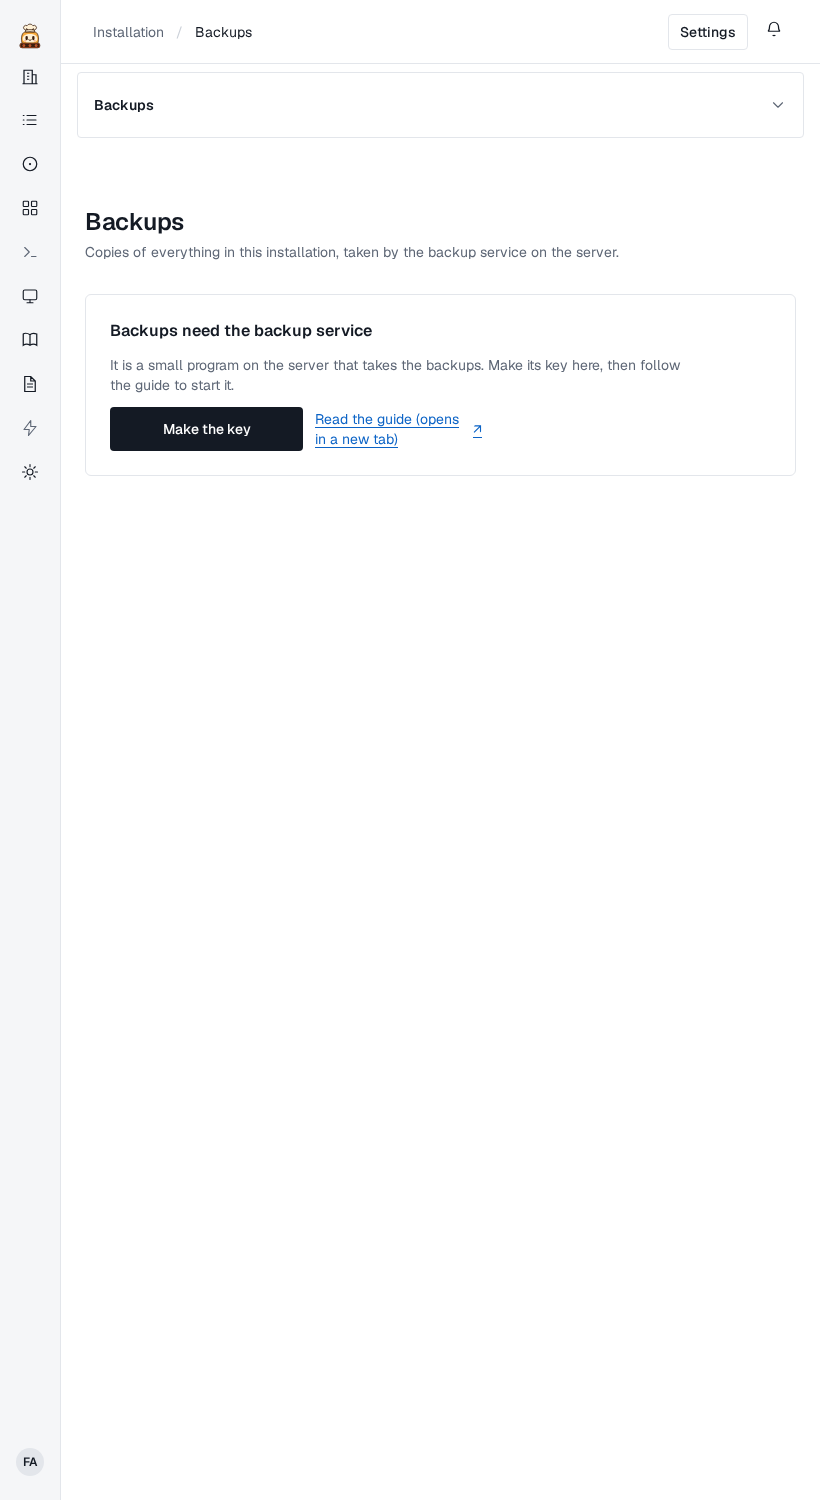 Installation / Backups
Settings
Backups
Backups
Copies of everything in this installation, taken by the backup service on the server.
Backups need the backup service
It is a small program on the server that takes the backups. Make its key here, then follow
the guide to start it.
Make the key
Read the guide (opens
in a new tab)
FA